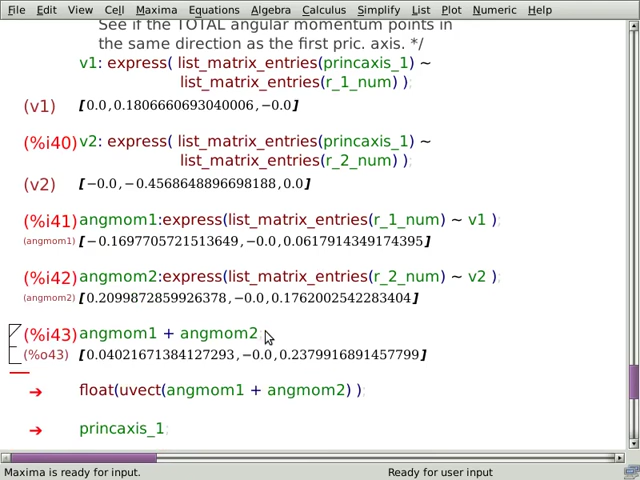 File Edit View Cell Maxima Equations Algebra Calculus Simplify List Plot Numeric Help
See if the TOTAL angular momentum points in
the same direction as the first pric. axis. */
v1: express( list_matrix_entries(princaxis_1) ~
list_matrix_entries(r_1_num) );
(v1) [0.0,0.1806660693040006,−0.0]
(%i40) v2: express( list_matrix_entries(princaxis_1) ~
list_matrix_entries(r_2_num) );
(v2) [−0.0,−0.4568648896698188,0.0]
(%i41) angmom1:express(list_matrix_entries(r_1_num) ~ v1 );
(angmom1) [−0.1697705721513649,−0.0,0.0617914349174395]
(%i42) angmom2:express(list_matrix_entries(r_2_num) ~ v2 );
(angmom2) [0.2099872859926378,−0.0,0.1762002542283404]
(%i43) angmom1 + angmom2;
(%o43) [0.04021671384127293,−0.0,0.2379916891457799]
➔ float(uvect(angmom1 + angmom2) );
➔ princaxis_1;
Maxima is ready for input. Ready for user input